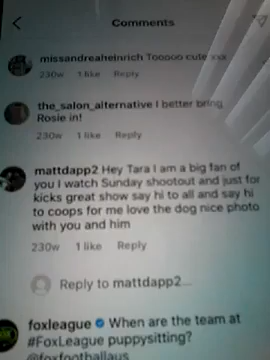 Comments
missandreaheinrich Tooooo cute xxx
230w 1 like Reply
the_salon_alternative I better bring
Rosie in!
230w 1 like Reply
mattdapp2 Hey Tara I am a big fan of
you I watch Sunday shootout and just for
kicks great show say hi to all and say hi
to coops for me love the dog nice photo
with you and him
230w 1 like Reply
Reply to mattdapp2...
foxleague When are the team at
#FoxLeague puppysitting?
@foxfootballaus